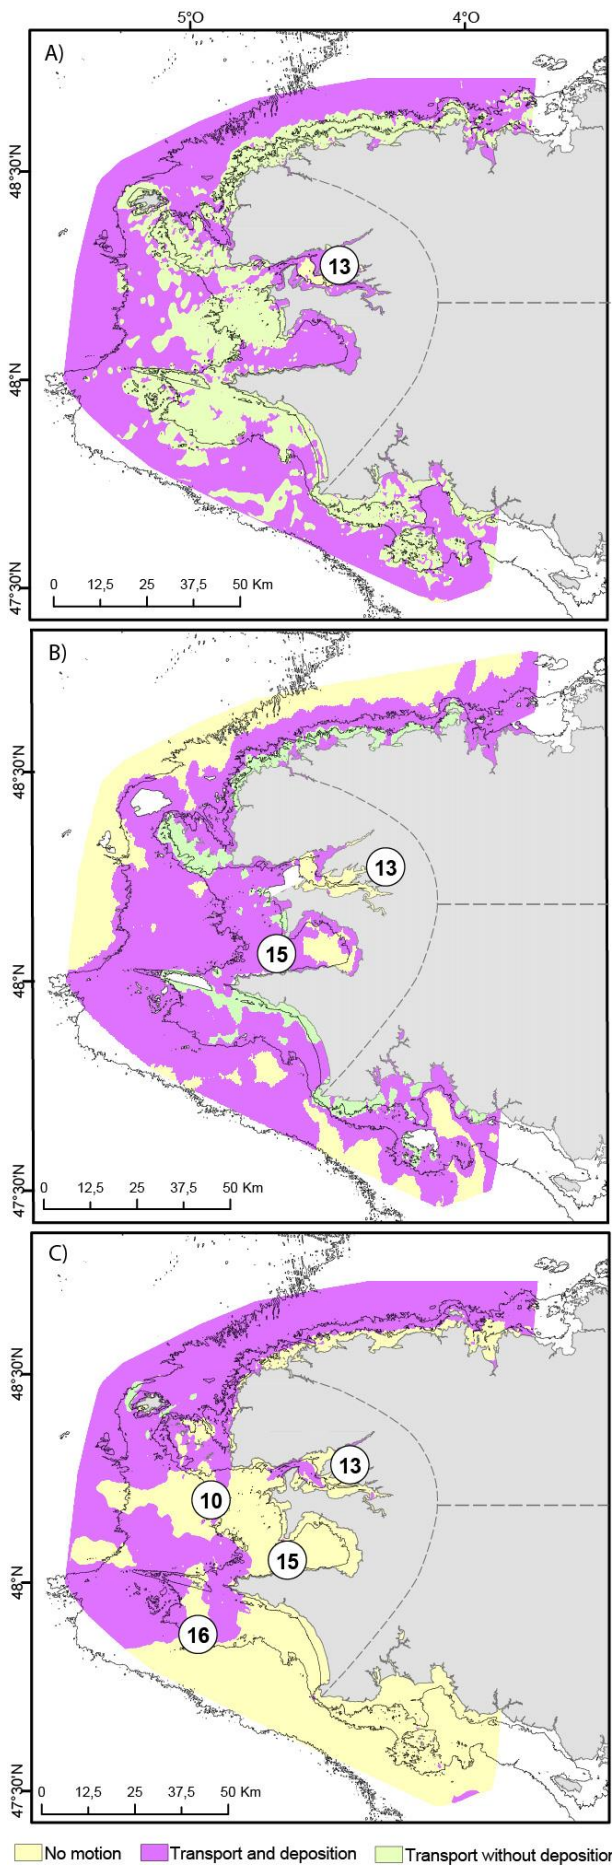 5°O 4°O
A)
48°30'N
13
48°N
47°30'N
0 12,5 25 37,5 50 Km
B)
48°30'N
13
15
48°N
47°30'N
0 12,5 25 37,5 50 Km
C)
48°30'N
13
10
15
48°N
16
47°30'N
0 12,5 25 37,5 50 Km
No motion Transport and deposition Transport without deposition